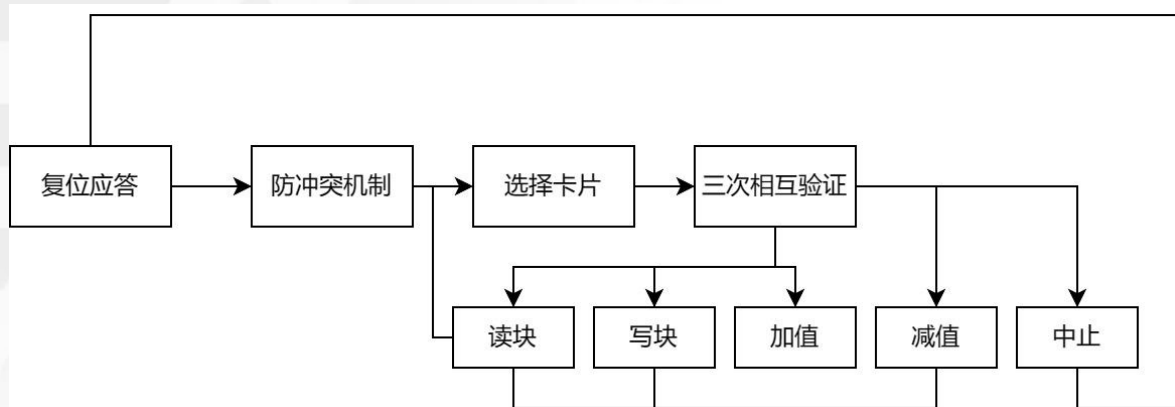 复位应答
防冲突机制
选择卡片
三次相互验证
读块
写块
加值
减值
中止